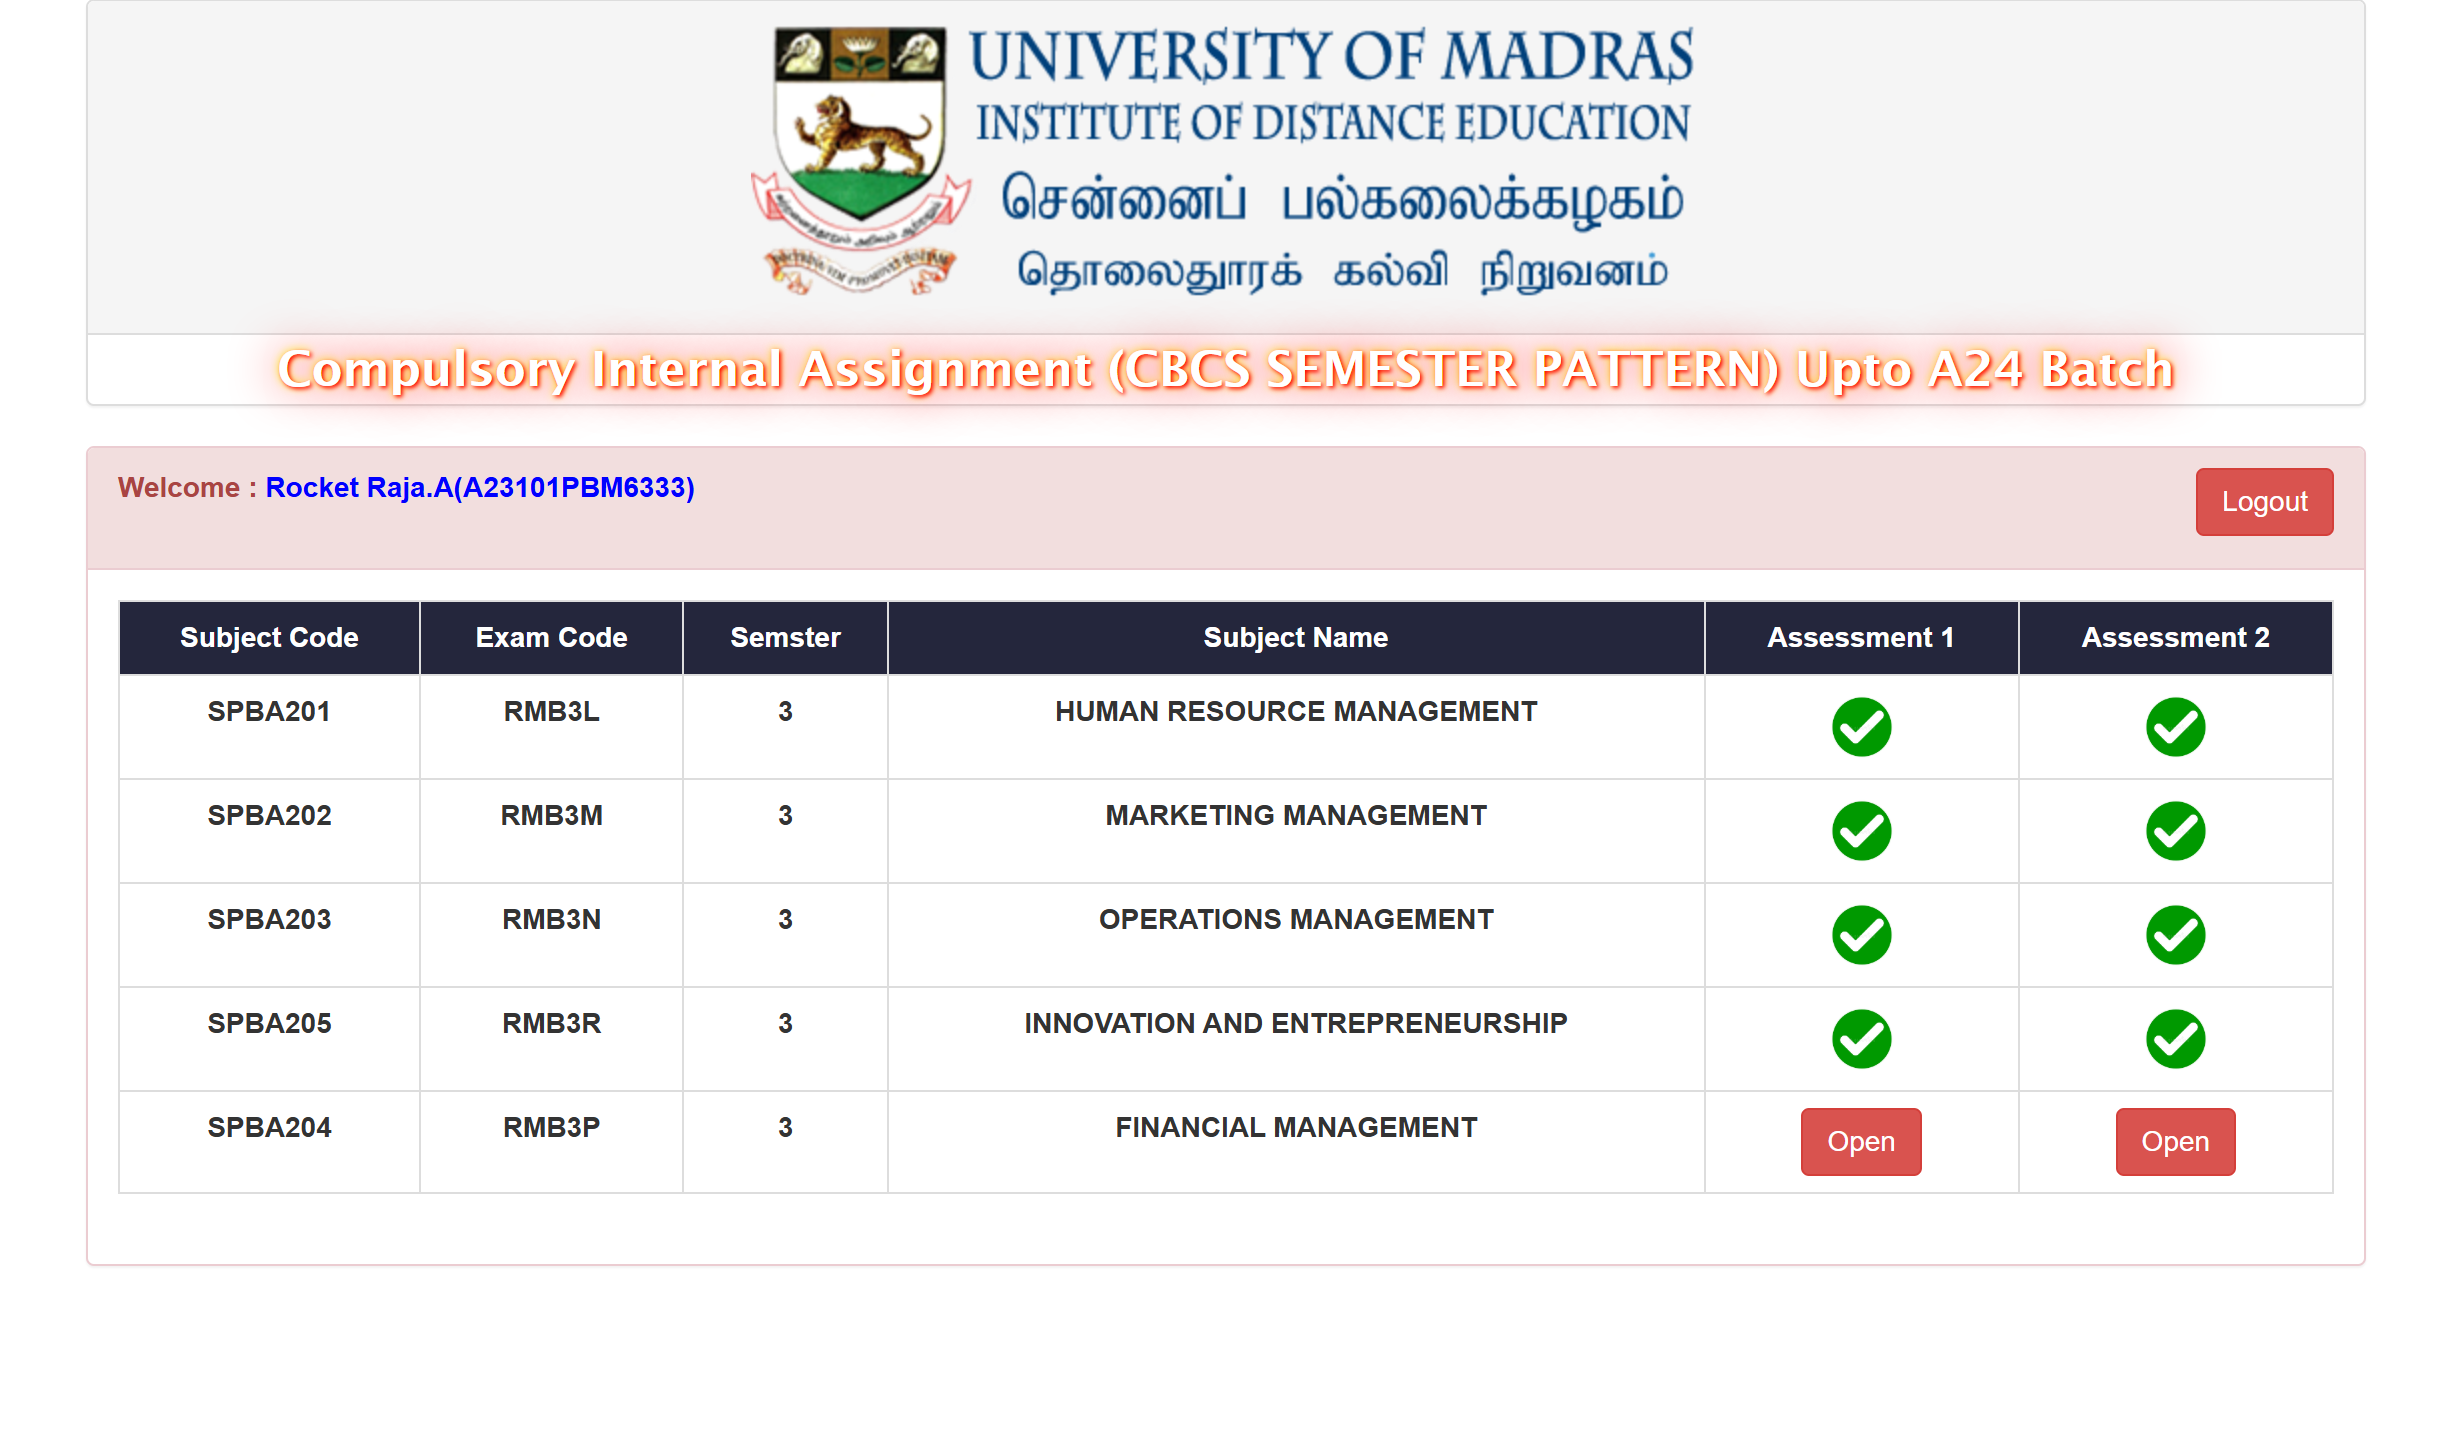 UNIVERSITY OF MADRAS
INSTITUTE OF DISTANCE EDUCATION
சென்னைப் பல்கலைக்கழகம்
தொலைதூரக் கல்வி நிறுவனம்
Compulsory Internal Assignment (CBCS SEMESTER PATTERN) Upto A24 Batch
Welcome : Rocket Raja.A(A23101PBM6333)
Logout
Subject Code Exam Code Semster Subject Name Assessment 1 Assessment 2
SPBA201 RMB3L 3 HUMAN RESOURCE MANAGEMENT
SPBA202 RMB3M 3 MARKETING MANAGEMENT
SPBA203 RMB3N 3 OPERATIONS MANAGEMENT
SPBA205 RMB3R 3 INNOVATION AND ENTREPRENEURSHIP
SPBA204 RMB3P 3 FINANCIAL MANAGEMENT Open Open